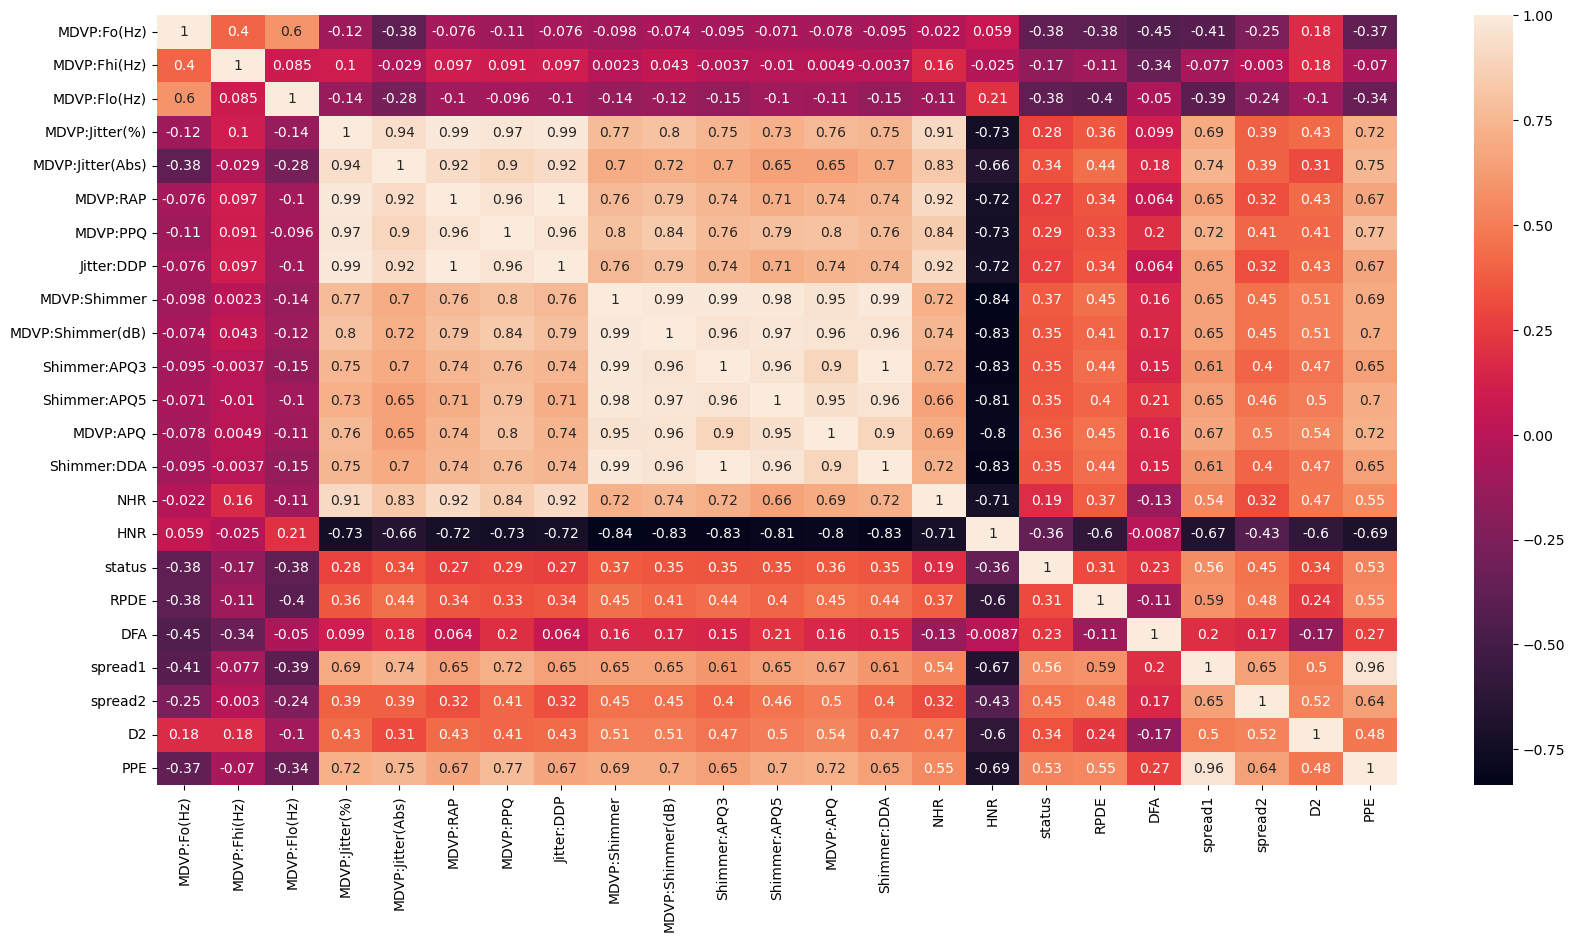 MDVP:Fo(Hz) 1 0.4 0.6 -0.12 -0.38 -0.076 -0.11 -0.076 -0.098 -0.074 -0.095 -0.071 -0.078 -0.095 -0.022 0.059 -0.38 -0.38 -0.45 -0.41 -0.25 0.18 -0.37
MDVP:Fhi(Hz) 0.4 1 0.085 0.1 -0.029 0.097 0.091 0.097 0.0023 0.043 -0.0037 -0.01 0.0049 -0.0037 0.16 -0.025 -0.17 -0.11 -0.34 -0.077 -0.003 0.18 -0.07
MDVP:Flo(Hz) 0.6 0.085 1 -0.14 -0.28 -0.1 -0.096 -0.1 -0.14 -0.12 -0.15 -0.1 -0.11 -0.15 -0.11 0.21 -0.38 -0.4 -0.05 -0.39 -0.24 -0.1 -0.34
MDVP:Jitter(%) -0.12 0.1 -0.14 1 0.94 0.99 0.97 0.99 0.77 0.8 0.75 0.73 0.76 0.75 0.91 -0.73 0.28 0.36 0.099 0.69 0.39 0.43 0.72
MDVP:Jitter(Abs) -0.38 -0.029 -0.28 0.94 1 0.92 0.9 0.92 0.7 0.72 0.7 0.65 0.65 0.7 0.83 -0.66 0.34 0.44 0.18 0.74 0.39 0.31 0.75
MDVP:RAP -0.076 0.097 -0.1 0.99 0.92 1 0.96 1 0.76 0.79 0.74 0.71 0.74 0.74 0.92 -0.72 0.27 0.34 0.064 0.65 0.32 0.43 0.67
MDVP:PPQ -0.11 0.091 -0.096 0.97 0.9 0.96 1 0.96 0.8 0.84 0.76 0.79 0.8 0.76 0.84 -0.73 0.29 0.33 0.2 0.72 0.41 0.41 0.77
Jitter:DDP -0.076 0.097 -0.1 0.99 0.92 1 0.96 1 0.76 0.79 0.74 0.71 0.74 0.74 0.92 -0.72 0.27 0.34 0.064 0.65 0.32 0.43 0.67
MDVP:Shimmer -0.098 0.0023 -0.14 0.77 0.7 0.76 0.8 0.76 1 0.99 0.99 0.98 0.95 0.99 0.72 -0.84 0.37 0.45 0.16 0.65 0.45 0.51 0.69
MDVP:Shimmer(dB) -0.074 0.043 -0.12 0.8 0.72 0.79 0.84 0.79 0.99 1 0.96 0.97 0.96 0.96 0.74 -0.83 0.35 0.41 0.17 0.65 0.45 0.51 0.7
Shimmer:APQ3 -0.095 -0.0037 -0.15 0.75 0.7 0.74 0.76 0.74 0.99 0.96 1 0.96 0.9 1 0.72 -0.83 0.35 0.44 0.15 0.61 0.4 0.47 0.65
Shimmer:APQ5 -0.071 -0.01 -0.1 0.73 0.65 0.71 0.79 0.71 0.98 0.97 0.96 1 0.95 0.96 0.66 -0.81 0.35 0.4 0.21 0.65 0.46 0.5 0.7
MDVP:APQ -0.078 0.0049 -0.11 0.76 0.65 0.74 0.8 0.74 0.95 0.96 0.9 0.95 1 0.9 0.69 -0.8 0.36 0.45 0.16 0.67 0.5 0.54 0.72
Shimmer:DDA -0.095 -0.0037 -0.15 0.75 0.7 0.74 0.76 0.74 0.99 0.96 1 0.96 0.9 1 0.72 -0.83 0.35 0.44 0.15 0.61 0.4 0.47 0.65
NHR -0.022 0.16 -0.11 0.91 0.83 0.92 0.84 0.92 0.72 0.74 0.72 0.66 0.69 0.72 1 -0.71 0.19 0.37 -0.13 0.54 0.32 0.47 0.55
HNR 0.059 -0.025 0.21 -0.73 -0.66 -0.72 -0.73 -0.72 -0.84 -0.83 -0.83 -0.81 -0.8 -0.83 -0.71 1 -0.36 -0.6 -0.0087 -0.67 -0.43 -0.6 -0.69
status -0.38 -0.17 -0.38 0.28 0.34 0.27 0.29 0.27 0.37 0.35 0.35 0.35 0.36 0.35 0.19 -0.36 1 0.31 0.23 0.56 0.45 0.34 0.53
RPDE -0.38 -0.11 -0.4 0.36 0.44 0.34 0.33 0.34 0.45 0.41 0.44 0.4 0.45 0.44 0.37 -0.6 0.31 1 -0.11 0.59 0.48 0.24 0.55
DFA -0.45 -0.34 -0.05 0.099 0.18 0.064 0.2 0.064 0.16 0.17 0.15 0.21 0.16 0.15 -0.13 -0.0087 0.23 -0.11 1 0.2 0.17 -0.17 0.27
spread1 -0.41 -0.077 -0.39 0.69 0.74 0.65 0.72 0.65 0.65 0.65 0.61 0.65 0.67 0.61 0.54 -0.67 0.56 0.59 0.2 1 0.65 0.5 0.96
spread2 -0.25 -0.003 -0.24 0.39 0.39 0.32 0.41 0.32 0.45 0.45 0.4 0.46 0.5 0.4 0.32 -0.43 0.45 0.48 0.17 0.65 1 0.52 0.64
D2 0.18 0.18 -0.1 0.43 0.31 0.43 0.41 0.43 0.51 0.51 0.47 0.5 0.54 0.47 0.47 -0.6 0.34 0.24 -0.17 0.5 0.52 1 0.48
PPE -0.37 -0.07 -0.34 0.72 0.75 0.67 0.77 0.67 0.69 0.7 0.65 0.7 0.72 0.65 0.55 -0.69 0.53 0.55 0.27 0.96 0.64 0.48 1
MDVP:Fo(Hz)
MDVP:Fhi(Hz)
MDVP:Flo(Hz)
MDVP:Jitter(%)
MDVP:Jitter(Abs)
MDVP:RAP
MDVP:PPQ
Jitter:DDP
MDVP:Shimmer
MDVP:Shimmer(dB)
Shimmer:APQ3
Shimmer:APQ5
MDVP:APQ
Shimmer:DDA
NHR
HNR
status
RPDE
DFA
spread1
spread2
D2
PPE
1.00
0.75
0.50
0.25
0.00
−0.25
−0.50
−0.75